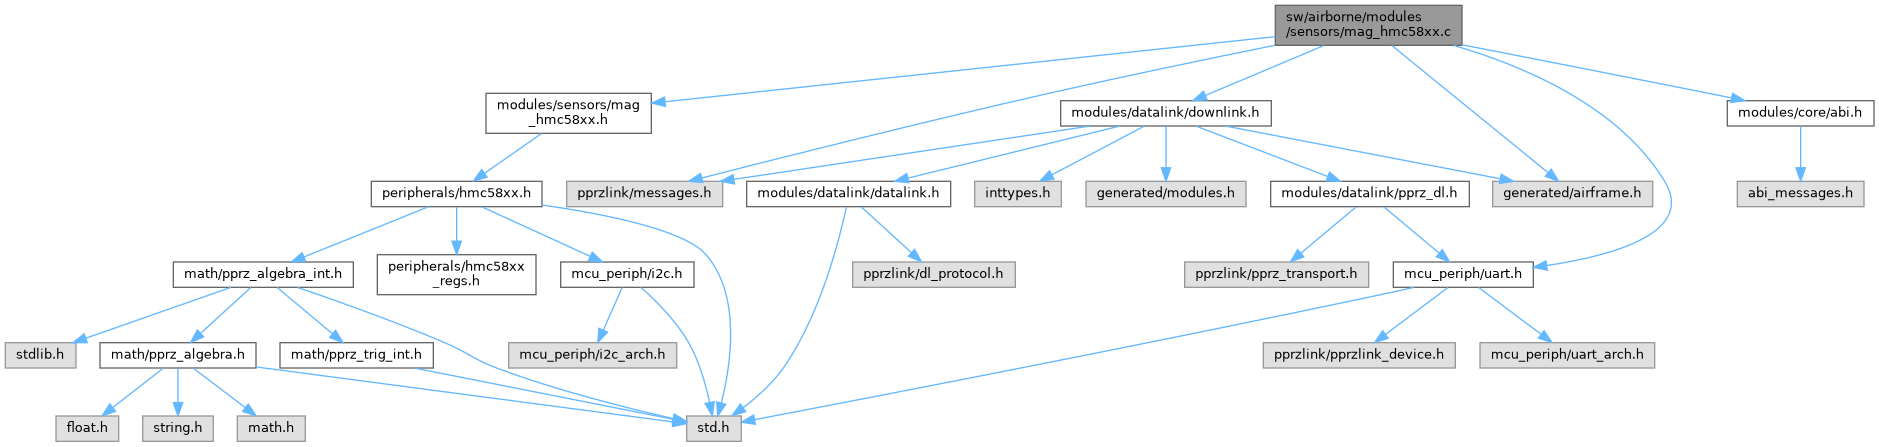 sw/airborne/modules
/sensors/mag_hmc58xx.c
modules/sensors/mag
_hmc58xx.h
modules/datalink/downlink.h
modules/core/abi.h
peripherals/hmc58xx.h
pprzlink/messages.h
modules/datalink/datalink.h
inttypes.h
generated/modules.h
modules/datalink/pprz_dl.h
generated/airframe.h
abi_messages.h
math/pprz_algebra_int.h
peripherals/hmc58xx
_regs.h
mcu_periph/i2c.h
pprzlink/dl_protocol.h
pprzlink/pprz_transport.h
mcu_periph/uart.h
stdlib.h
math/pprz_algebra.h
math/pprz_trig_int.h
mcu_periph/i2c_arch.h
pprzlink/pprzlink_device.h
mcu_periph/uart_arch.h
float.h
string.h
math.h
std.h